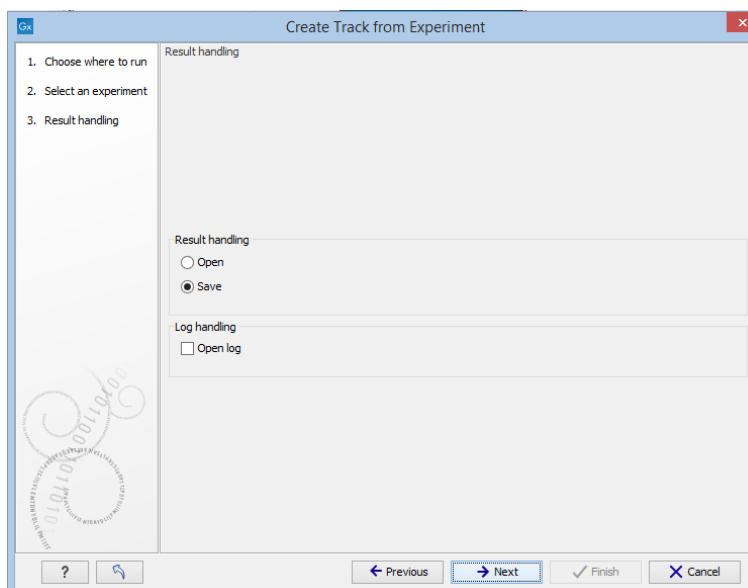 Gx
Create Track from Experiment
1. Choose where to run
2. Select an experiment
3. Result handling
Result handling
Result handling
Open
Save
Log handling
Open log
?
Previous
Next
Finish
Cancel